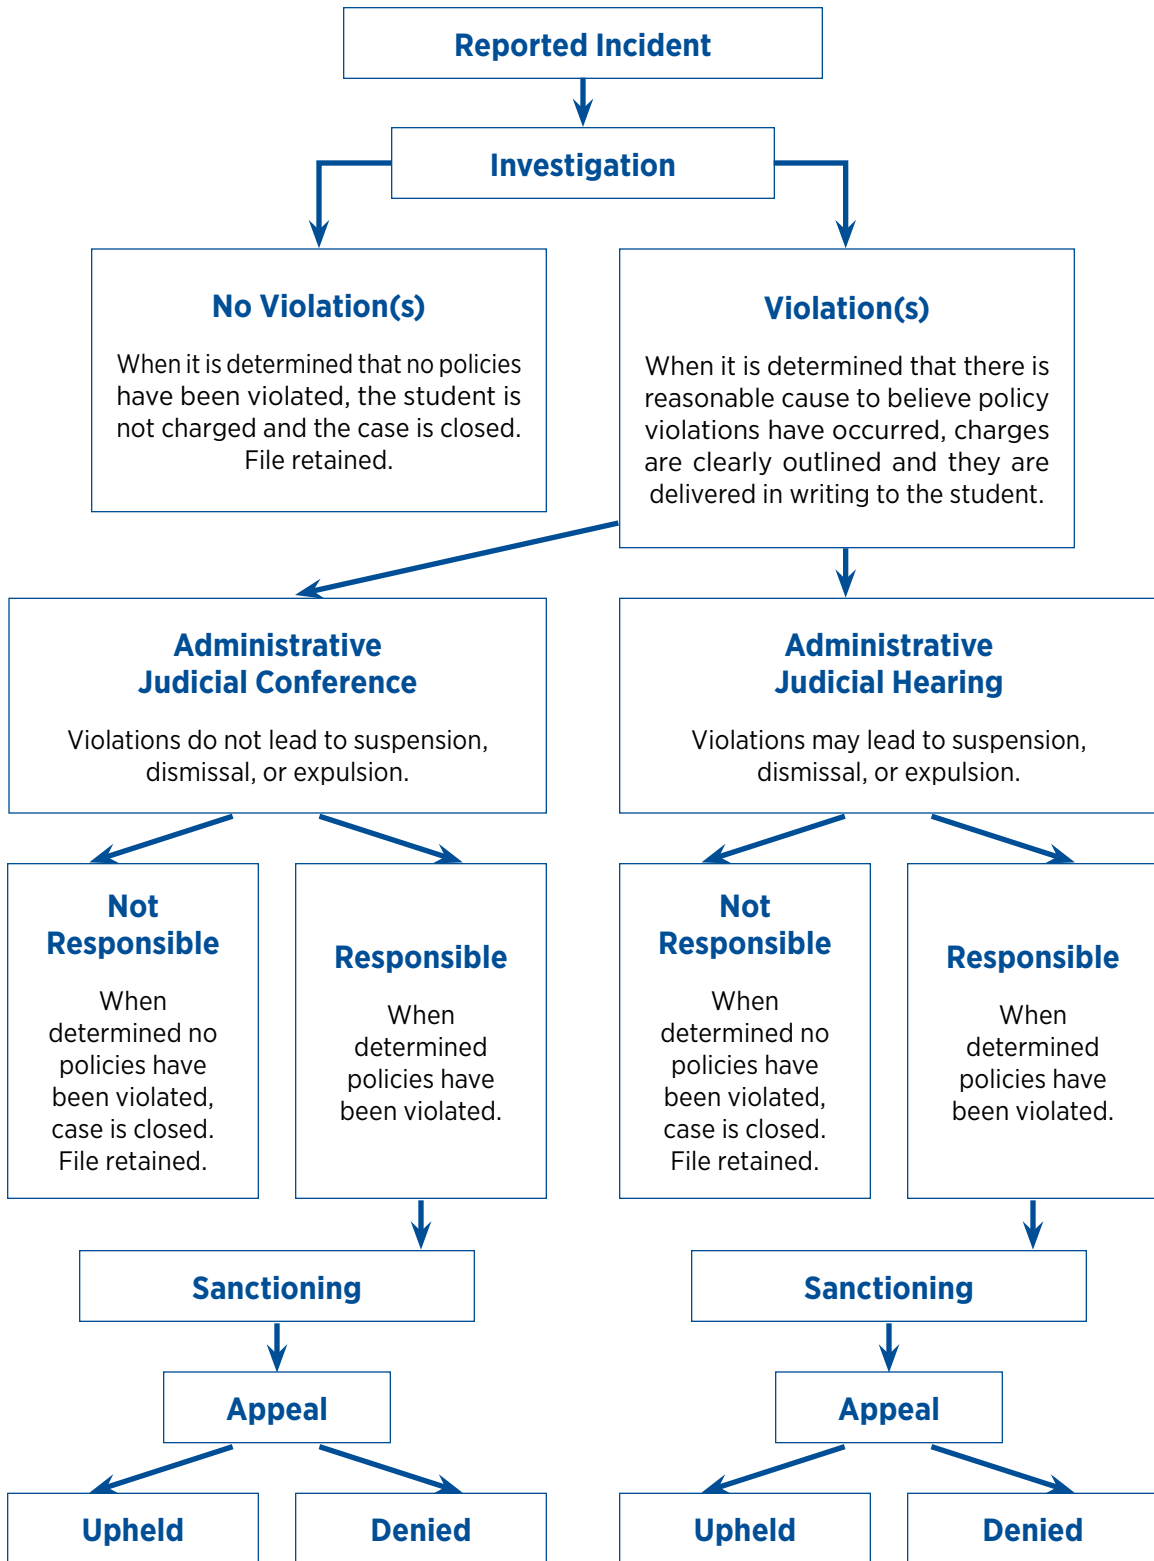 Reported Incident
Investigation
No Violation(s)
When it is determined that no policies
have been violated, the student is
not charged and the case is closed.
File retained.
Violation(s)
When it is determined that there is
reasonable cause to believe policy
violations have occurred, charges
are clearly outlined and they are
delivered in writing to the student.
Administrative
Judicial Conference
Violations do not lead to suspension,
dismissal, or expulsion.
Administrative
Judicial Hearing
Violations may lead to suspension,
dismissal, or expulsion.
Not
Responsible
When
determined no
policies have
been violated,
case is closed.
File retained.
Responsible
When
determined
policies have
been violated.
Not
Responsible
When
determined no
policies have
been violated,
case is closed.
File retained.
Responsible
When
determined
policies have
been violated.
Sanctioning
Sanctioning
Appeal
Appeal
Upheld
Denied
Upheld
Denied